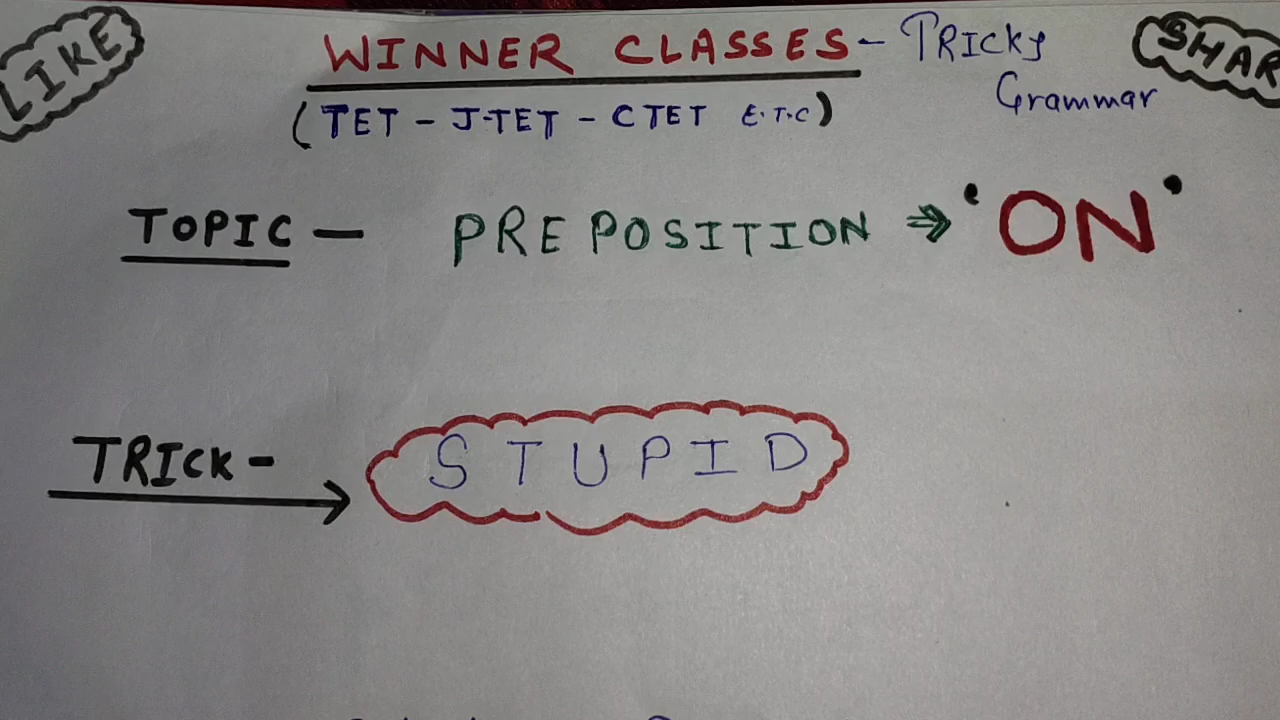 LIKE
WINNER CLASSES - TRICKY
Grammar
SHAR
(TET - J-TET - CTET E.T.C)
TOPIC - PREPOSITION ⇒ 'ON'
TRICK - STUPID